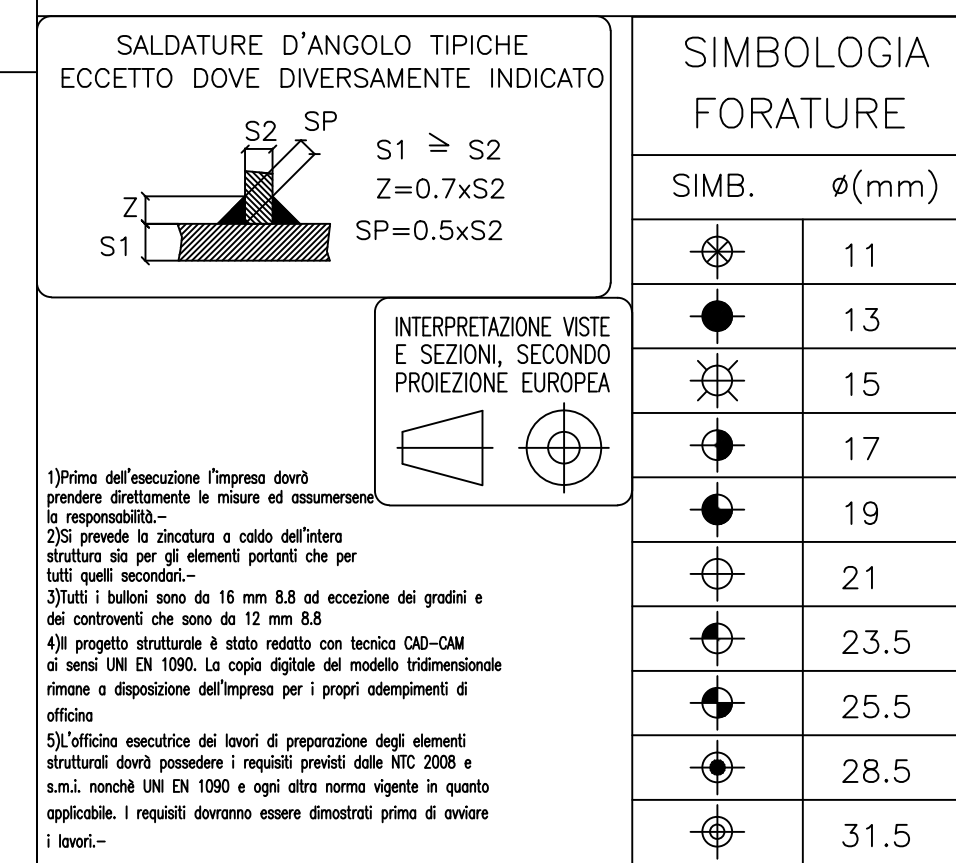 SALDATURE D'ANGOLO TIPICHE
ECCETTO DOVE DIVERSAMENTE INDICATO
S2 SP
S1 ≥ S2
Z=0.7xS2
SP=0.5xS2
Z
S1
INTERPRETAZIONE VISTE
E SEZIONI, SECONDO
PROIEZIONE EUROPEA
1)Prima dell'esecuzione l'impresa dovrò
prendere direttamente le misure ed assumersene
la responsabilità.–
2)Si prevede la zincatura a caldo dell'intera
struttura sia per gli elementi portanti che per
tutti quelli secondari.–
3)Tutti i bulloni sono da 16 mm 8.8 ad eccezione dei gradini e
dei controventi che sono da 12 mm 8.8
4)Il progetto strutturale è stato redatto con tecnica CAD–CAM
ai sensi UNI EN 1090. La copia digitale del modello tridimensionale
rimane a disposizione dell'Impresa per i propri adempimenti di
officina
5)L'officina esecutrice dei lavori di preparazione degli elementi
strutturali dovrà possedere i requisiti previsti dalle NTC 2008 e
s.m.i. nonchè UNI EN 1090 e ogni altra norma vigente in quanto
applicabile. I requisiti dovranno essere dimostrati prima di avviare
i lavori.–
SIMBOLOGIA
FORATURE
SIMB. ø(mm)
11
13
15
17
19
21
23.5
25.5
28.5
31.5